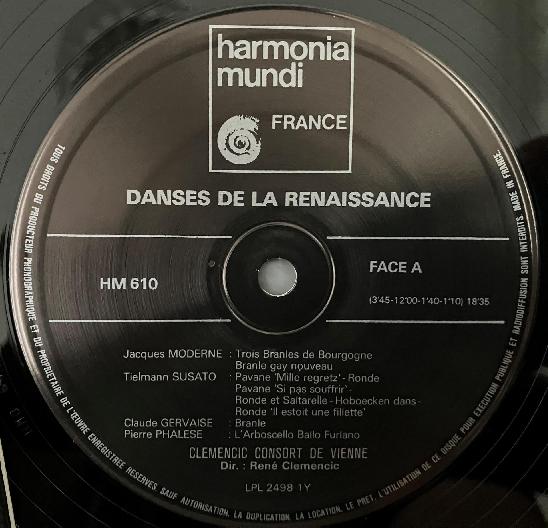 harmonia
mundi
FRANCE
DANSES DE LA RENAISSANCE
HM 610
FACE A
(3'45-12'00-1'40-1'10) 18'35
Jacques MODERNE : Trois Branles de Bourgogne
Branle gay nouveau
Tielmann SUSATO : Pavane 'Mille regretz' - Ronde
Pavane 'Si pas souffrir' -
Ronde et Saltarelle - Hoboecken dans -
Ronde 'Il estoit une fillette'
Claude GERVAISE : Branle
Pierre PHALESE : L'Arboscello Ballo Furlano
CLEMENCIC CONSORT DE VIENNE
Dir. : René Clemencic
LPL 2498 1Y
TOUS DROITS DU PRODUCTEUR PHONOGRAPHIQUE ET DU PROPRIETAIRE DE L'ŒUVRE ENREGISTREE RESERVES SAUF AUTORISATION, LA DUPLICATION, LA LOCATION, LE PRET, L'UTILISATION DE CE DISQUE POUR EXECUTION PUBLIQUE ET RADIODIFFUSION SONT INTERDITS. MADE IN FRANCE.